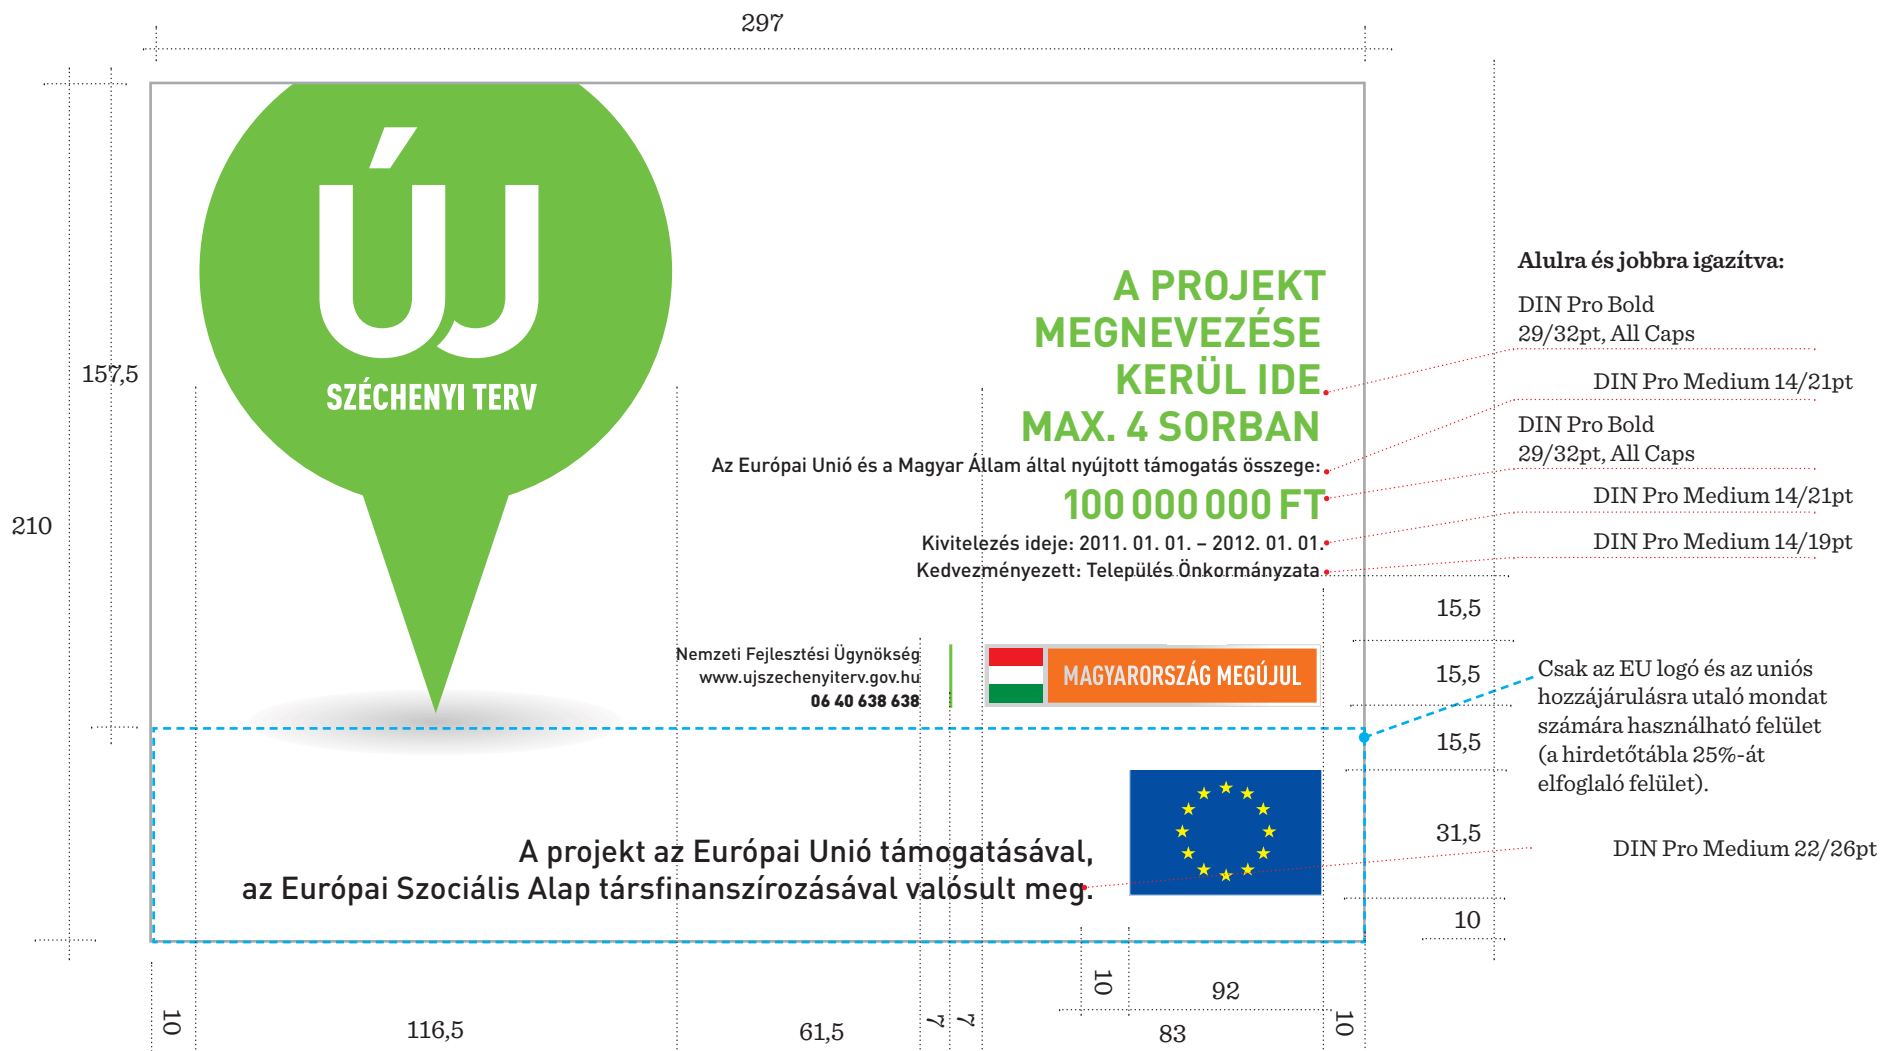 297
157,5
210
ÚJ
SZÉCHENYI TERV
A PROJEKT
MEGNEVEZÉSE
KERÜL IDE
MAX. 4 SORBAN
Az Európai Unió és a Magyar Állam által nyújtott támogatás összege:
100 000 000 FT
Kivitelezés ideje: 2011. 01. 01. – 2012. 01. 01.
Kedvezményezett: Település Önkormányzata
Nemzeti Fejlesztési Ügynökség
www.ujszechenyiterv.gov.hu
06 40 638 638
MAGYARORSZÁG MEGÚJUL
A projekt az Európai Unió támogatásával,
az Európai Szociális Alap társfinanszírozásával valósult meg.
Alulra és jobbra igazítva:
DIN Pro Bold
29/32pt, All Caps
DIN Pro Medium 14/21pt
DIN Pro Bold
29/32pt, All Caps
DIN Pro Medium 14/21pt
DIN Pro Medium 14/19pt
15,5
15,5
15,5
31,5
10
Csak az EU logó és az uniós
hozzájárulásra utaló mondat
számára használható felület
(a hirdetőtábla 25%-át
elfoglaló felület).
DIN Pro Medium 22/26pt
10
116,5
61,5
7
7
10
92
83
10